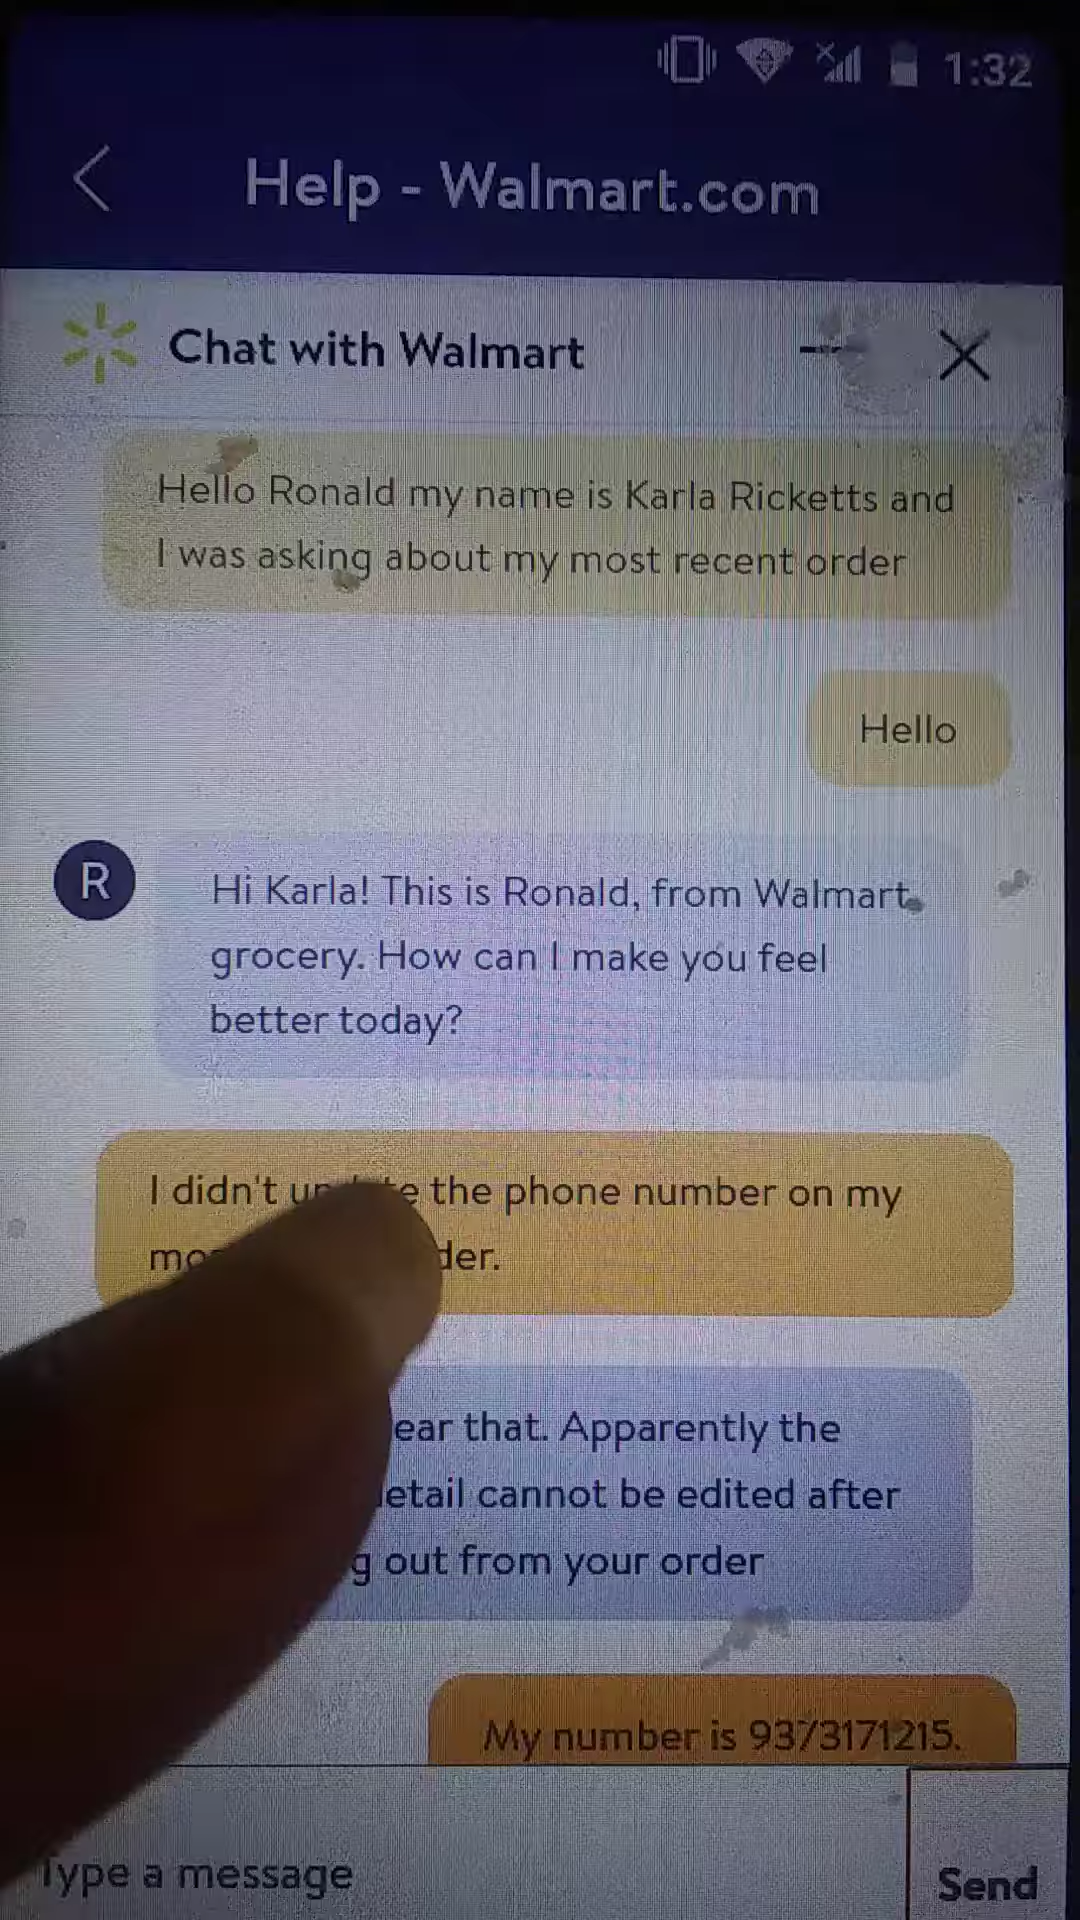 1:32
Help - Walmart.com
Chat with Walmart
Hello Ronald my name is Karla Ricketts and
I was asking about my most recent order
Hello
R
Hi Karla! This is Ronald, from Walmart
grocery. How can I make you feel
better today?
I didn't the phone number on my
that. Apparently the
cannot be edited after
out from your order
My number is 9373171215.
Type a message
Send